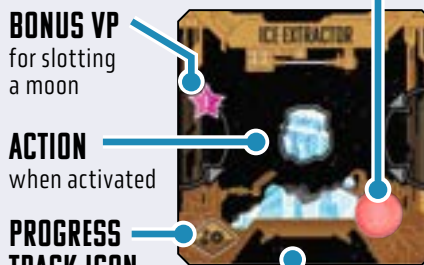 BONUS VP
for slotting
a moon
ICE EXTRACTOR
ACTION
when activated
PROGRESS
TRACK ICON